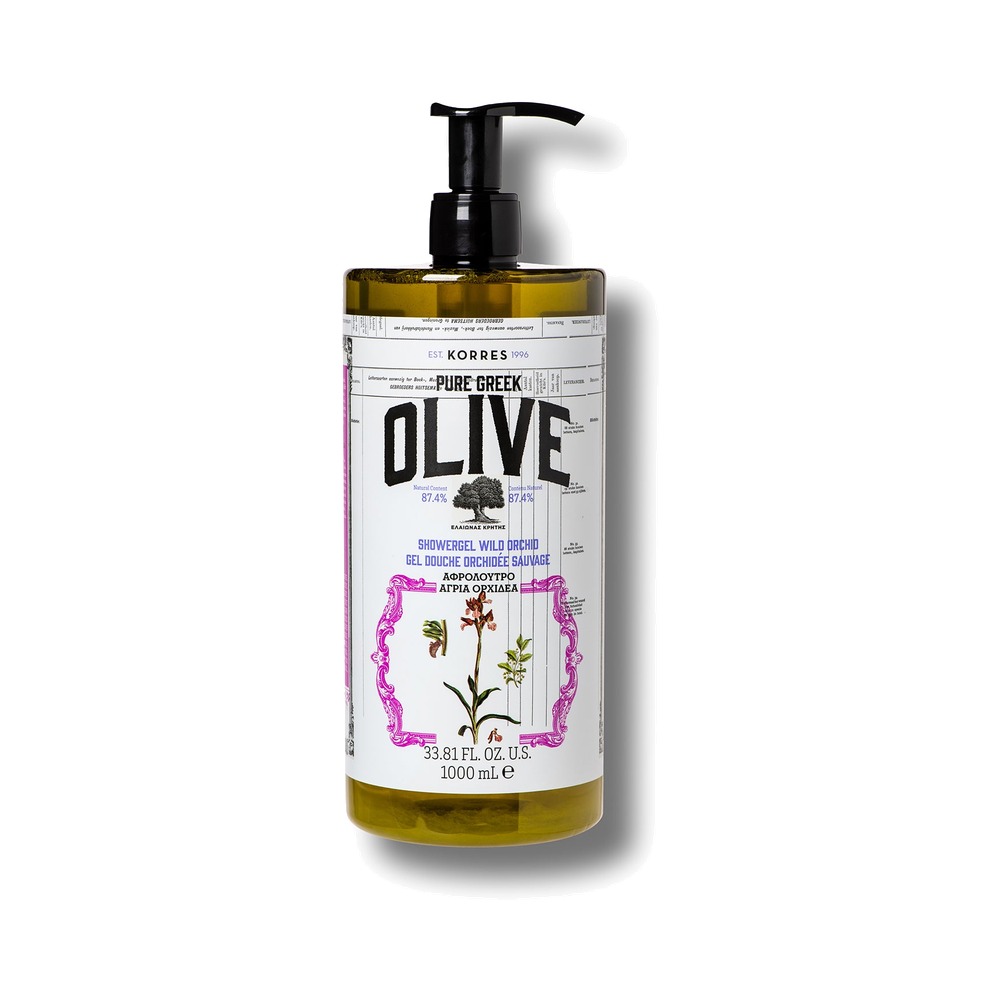 EST. KORRES 1996
PURE GREEK
OLIVE
Natural Content
87.4%
Contenu Naturel
87.4%
ΕΛΑΙΩΝΑΣ ΚΡΗΤΗΣ
SHOWERGEL WILD ORCHID
GEL DOUCHE ORCHIDÉE SAUVAGE
ΑΦΡΟΛΟΥΤΡΟ
ΑΓΡΙΑ ΟΡΧΙΔΕΑ
33.81 FL. OZ. U.S.
1000 mL e